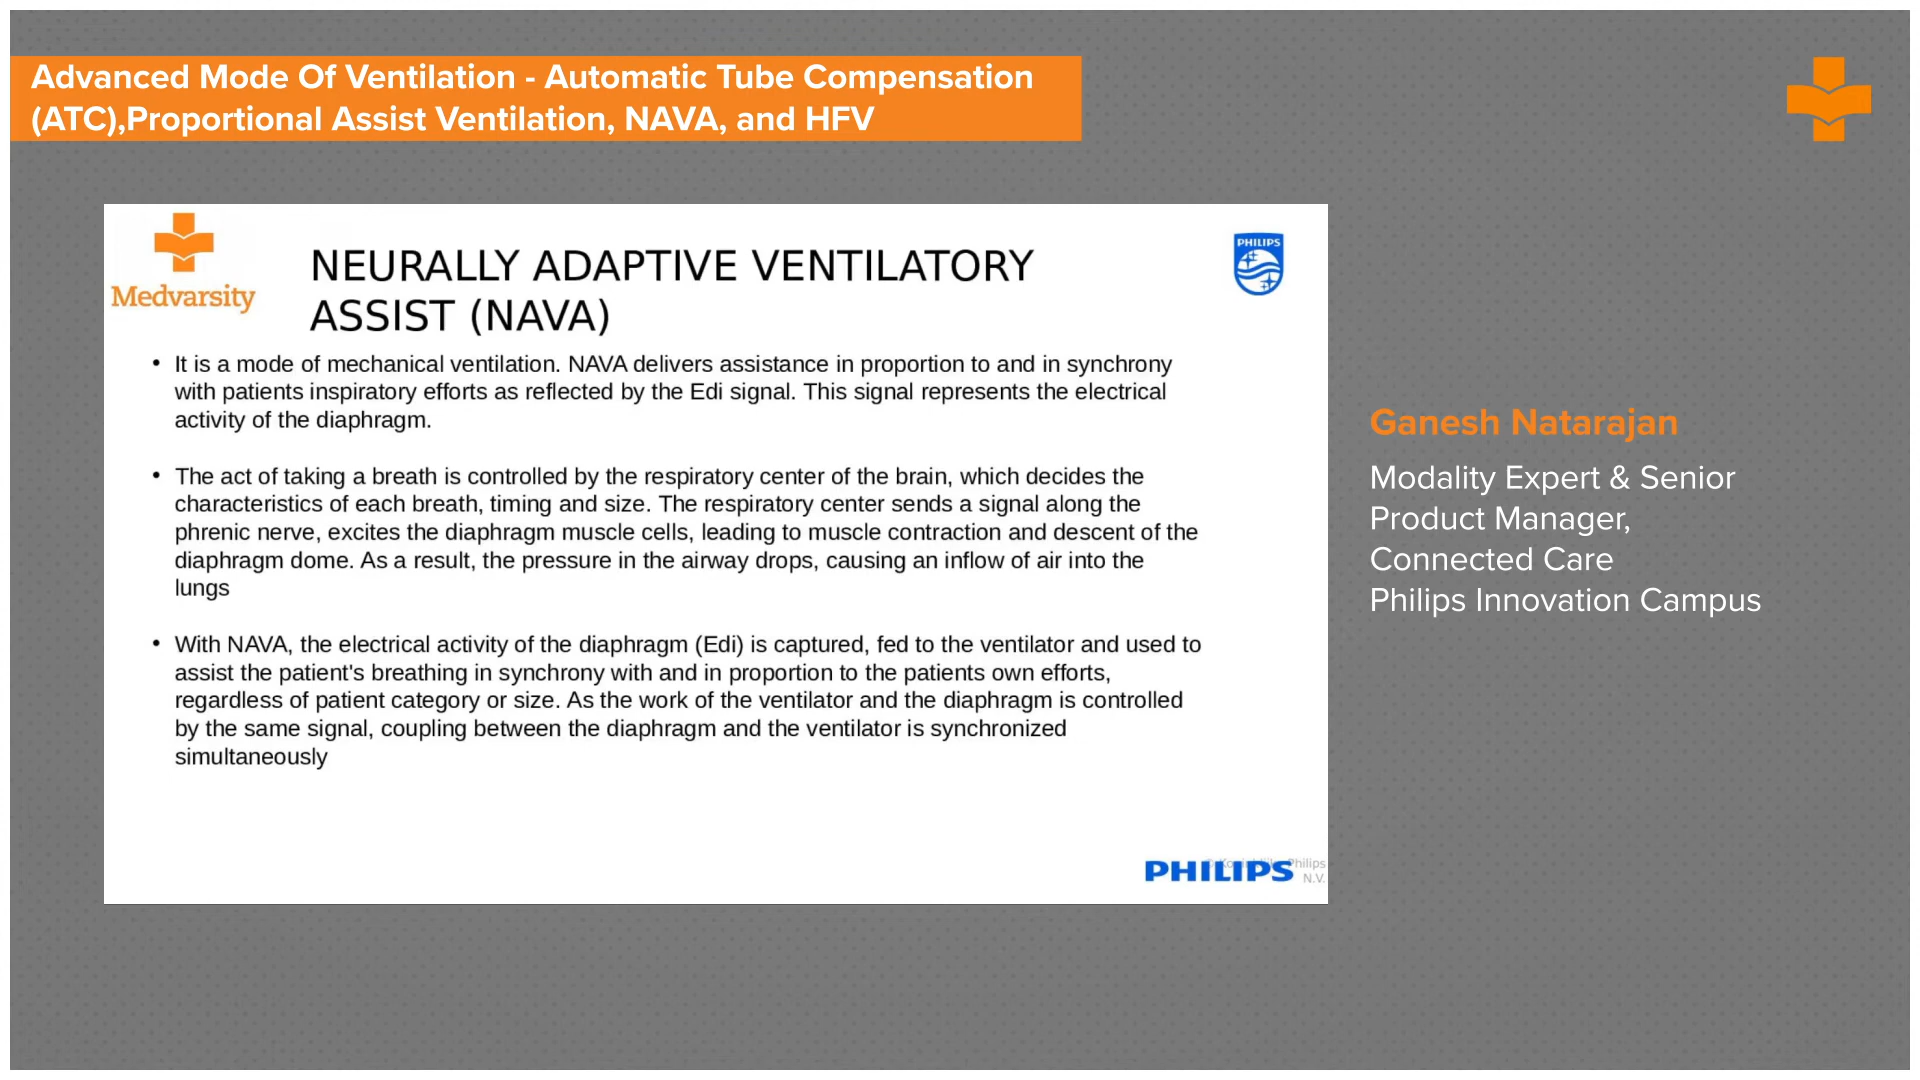 Advanced Mode Of Ventilation - Automatic Tube Compensation
(ATC),Proportional Assist Ventilation, NAVA, and HFV
Medvarsity
NEURALLY ADAPTIVE VENTILATORY
ASSIST (NAVA)
PHILIPS
• It is a mode of mechanical ventilation. NAVA delivers assistance in proportion to and in synchrony
with patients inspiratory efforts as reflected by the Edi signal. This signal represents the electrical
activity of the diaphragm.
• The act of taking a breath is controlled by the respiratory center of the brain, which decides the
characteristics of each breath, timing and size. The respiratory center sends a signal along the
phrenic nerve, excites the diaphragm muscle cells, leading to muscle contraction and descent of the
diaphragm dome. As a result, the pressure in the airway drops, causing an inflow of air into the
lungs
• With NAVA, the electrical activity of the diaphragm (Edi) is captured, fed to the ventilator and used to
assist the patient's breathing in synchrony with and in proportion to the patients own efforts,
regardless of patient category or size. As the work of the ventilator and the diaphragm is controlled
by the same signal, coupling between the diaphragm and the ventilator is synchronized
simultaneously
PHILIPS
Philips
N.V.
Ganesh Natarajan
Modality Expert & Senior
Product Manager,
Connected Care
Philips Innovation Campus